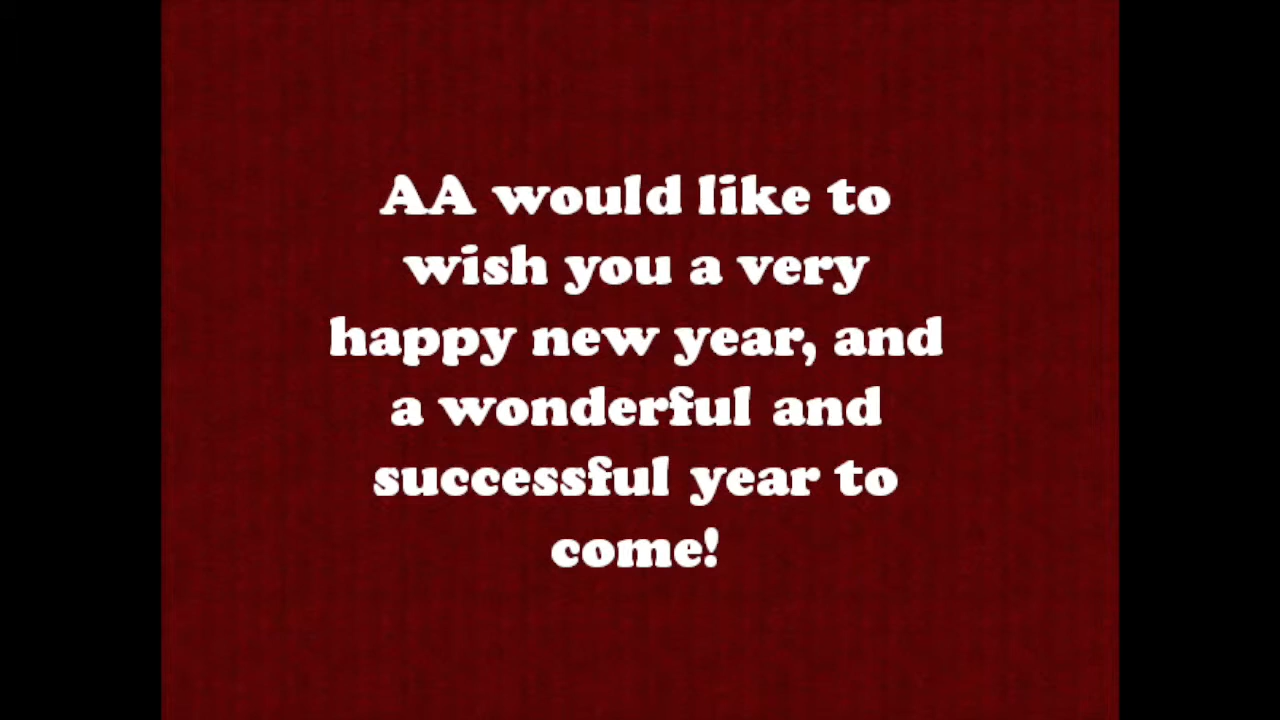 AA would like to
wish you a very
happy new year, and
a wonderful and
successful year to
come!